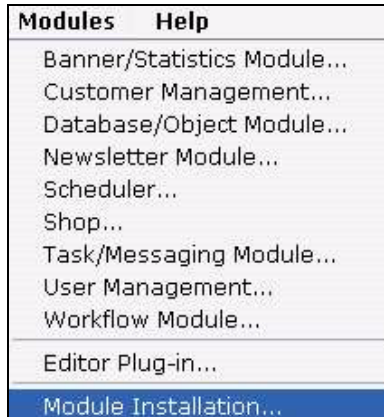 Modules Help
Banner/Statistics Module...
Customer Management...
Database/Object Module...
Newsletter Module...
Scheduler...
Shop...
Task/Messaging Module...
User Management...
Workflow Module...
Editor Plug-in...
Module Installation...